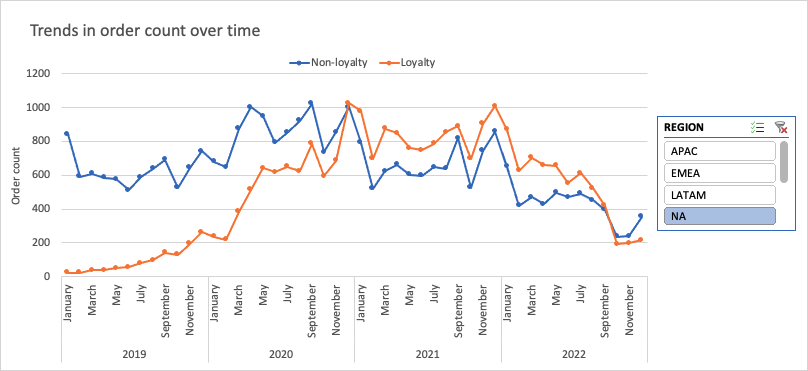 Trends in order count over time
Non-loyalty Loyalty
1200
1000
800
600
400
200
0
Order count
January March May July September November January March May July September November January March May July September November January March May July September November
2019 2020 2021 2022
REGION
APAC
EMEA
LATAM
NA